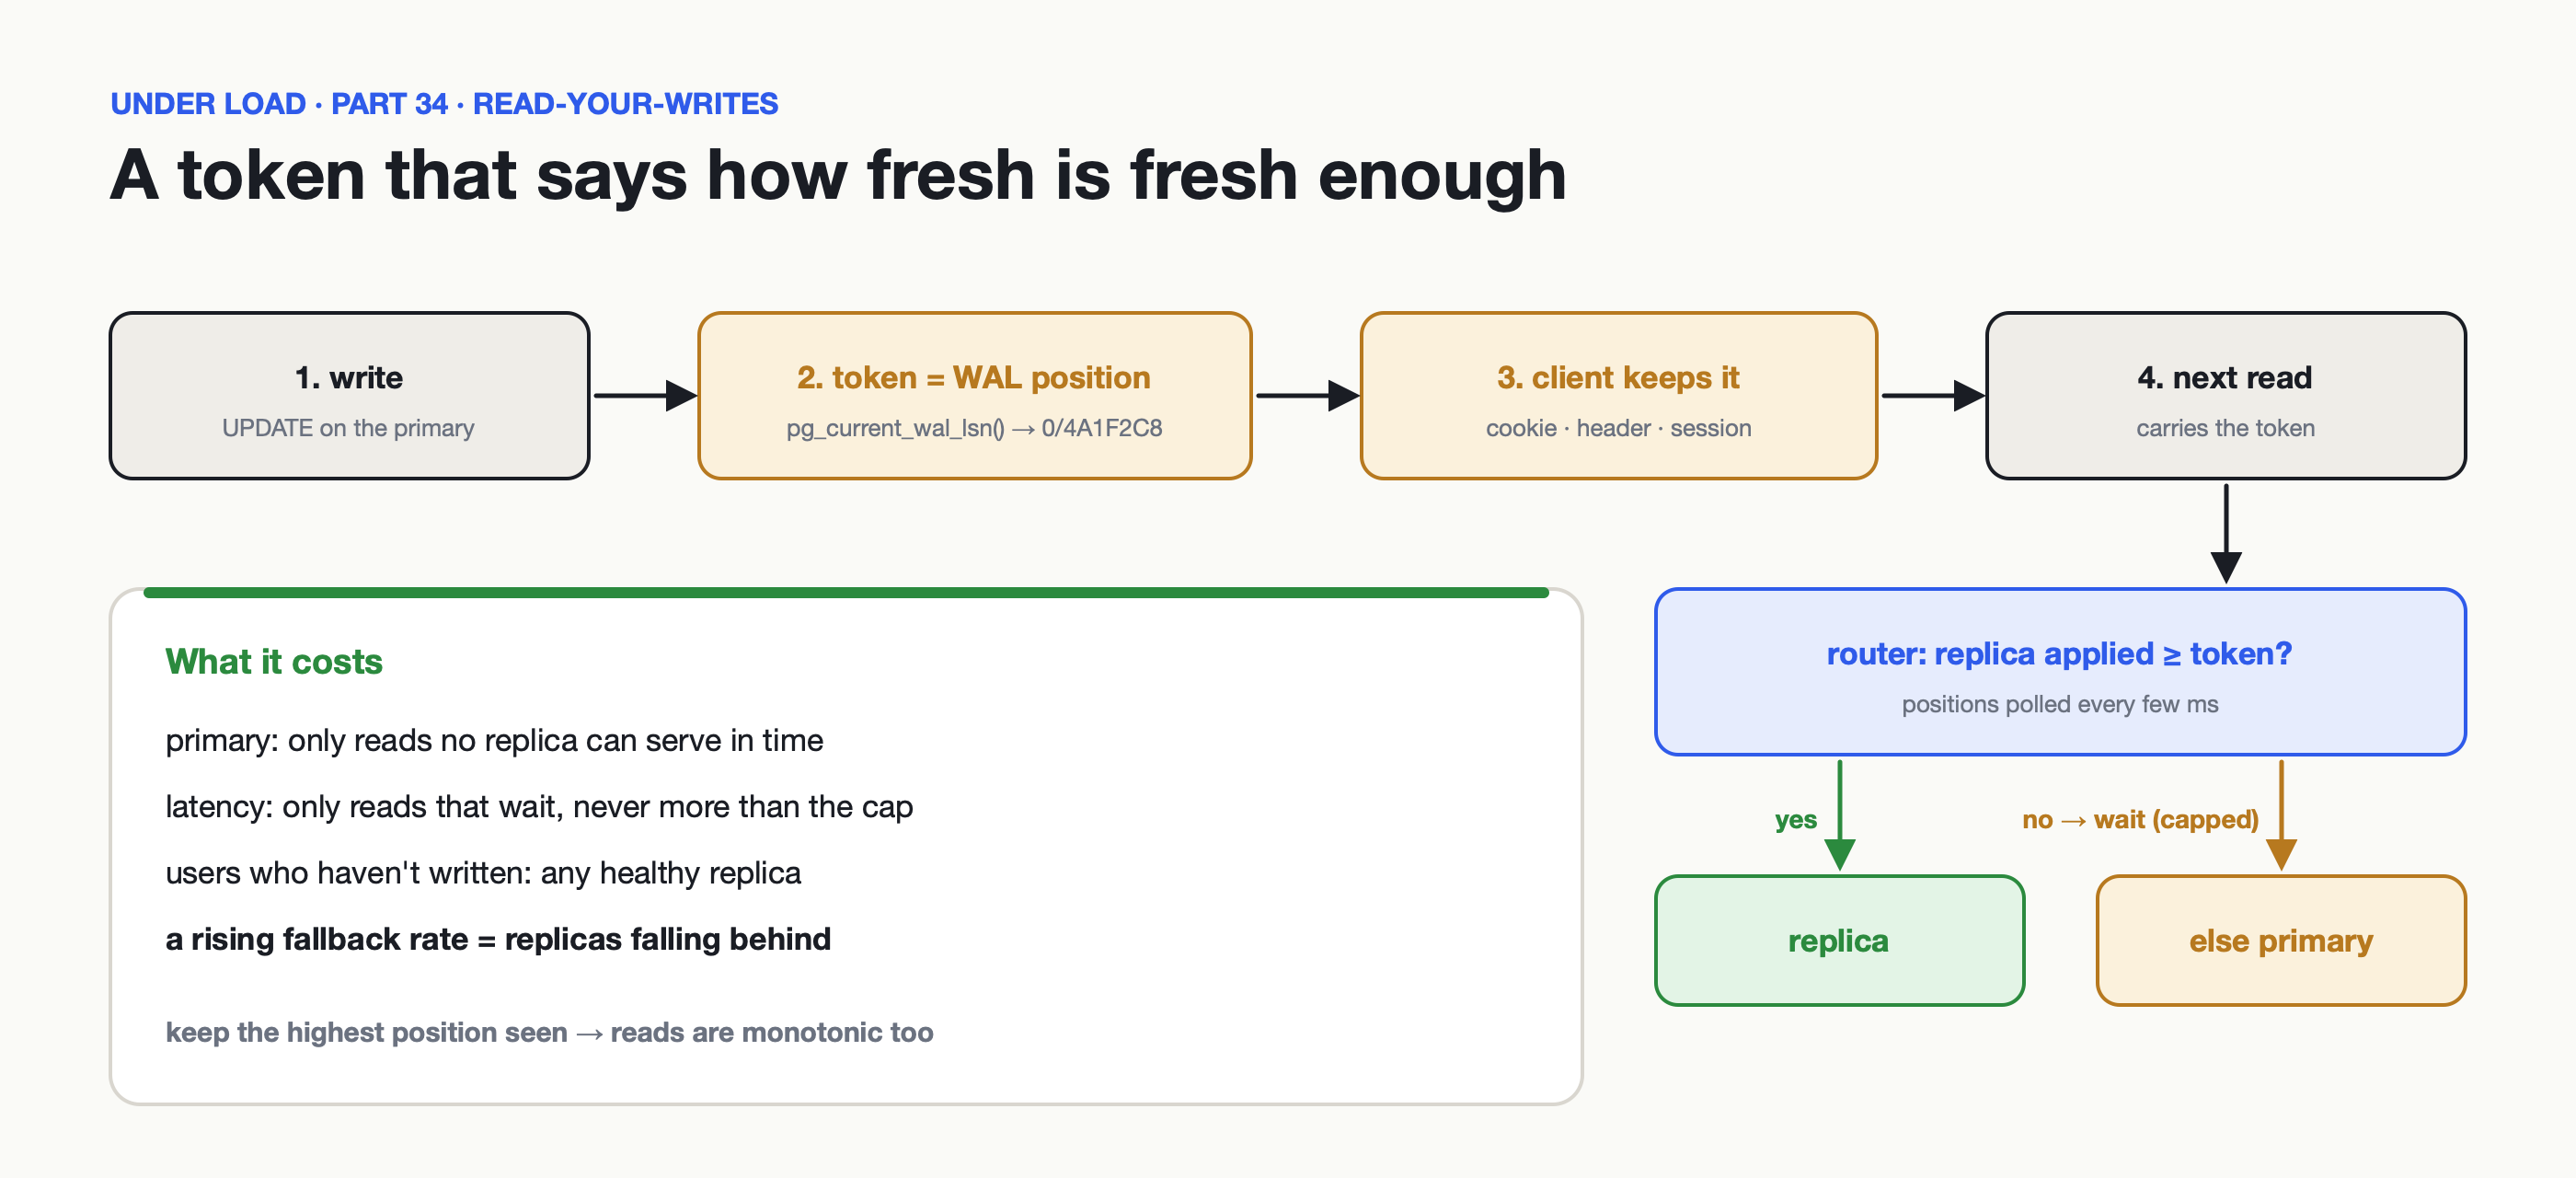 UNDER LOAD · PART 34 · READ-YOUR-WRITES
A token that says how fresh is fresh enough
1. write
UPDATE on the primary
2. token = WAL position
pg_current_wal_lsn() → 0/4A1F2C8
3. client keeps it
cookie · header · session
4. next read
carries the token
What it costs
primary: only reads no replica can serve in time
latency: only reads that wait, never more than the cap
users who haven't written: any healthy replica
a rising fallback rate = replicas falling behind
keep the highest position seen → reads are monotonic too
router: replica applied ≥ token?
positions polled every few ms
yes
no → wait (capped)
replica
else primary